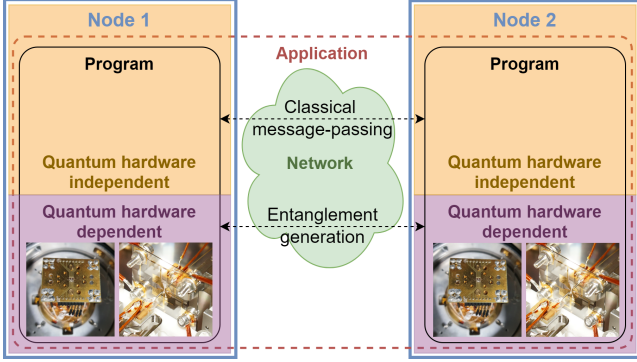 Node 1
Program
Quantum hardware
independent
Quantum hardware
dependent
Application
Classical
message-passing
Network
Entanglement
generation
Node 2
Program
Quantum hardware
independent
Quantum hardware
dependent